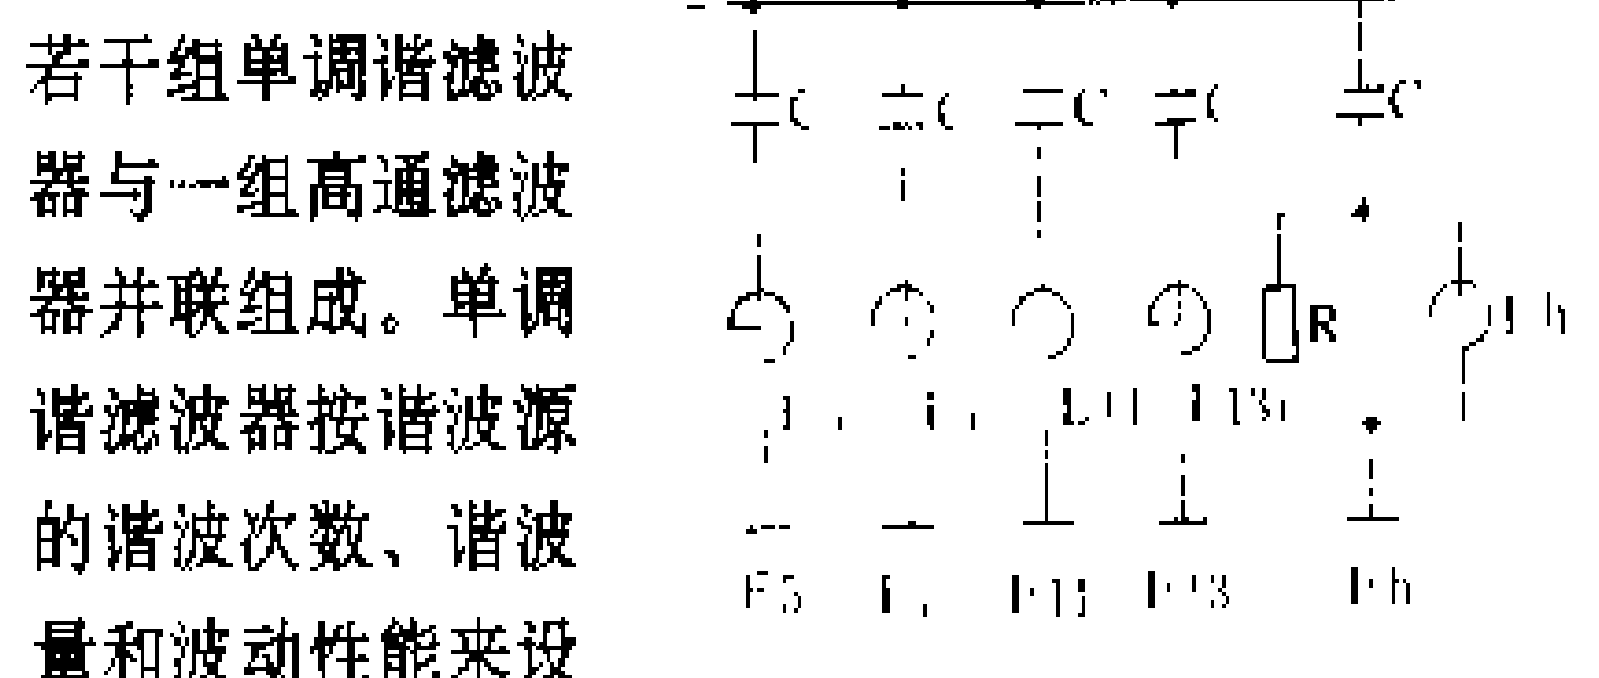 若干组单调谐滤波
器与一组高通滤波
器并联组成。单调
谐滤波器按谐波源
的谐波次数、谐波
量和波动性能来设
C C C C C
R
F5